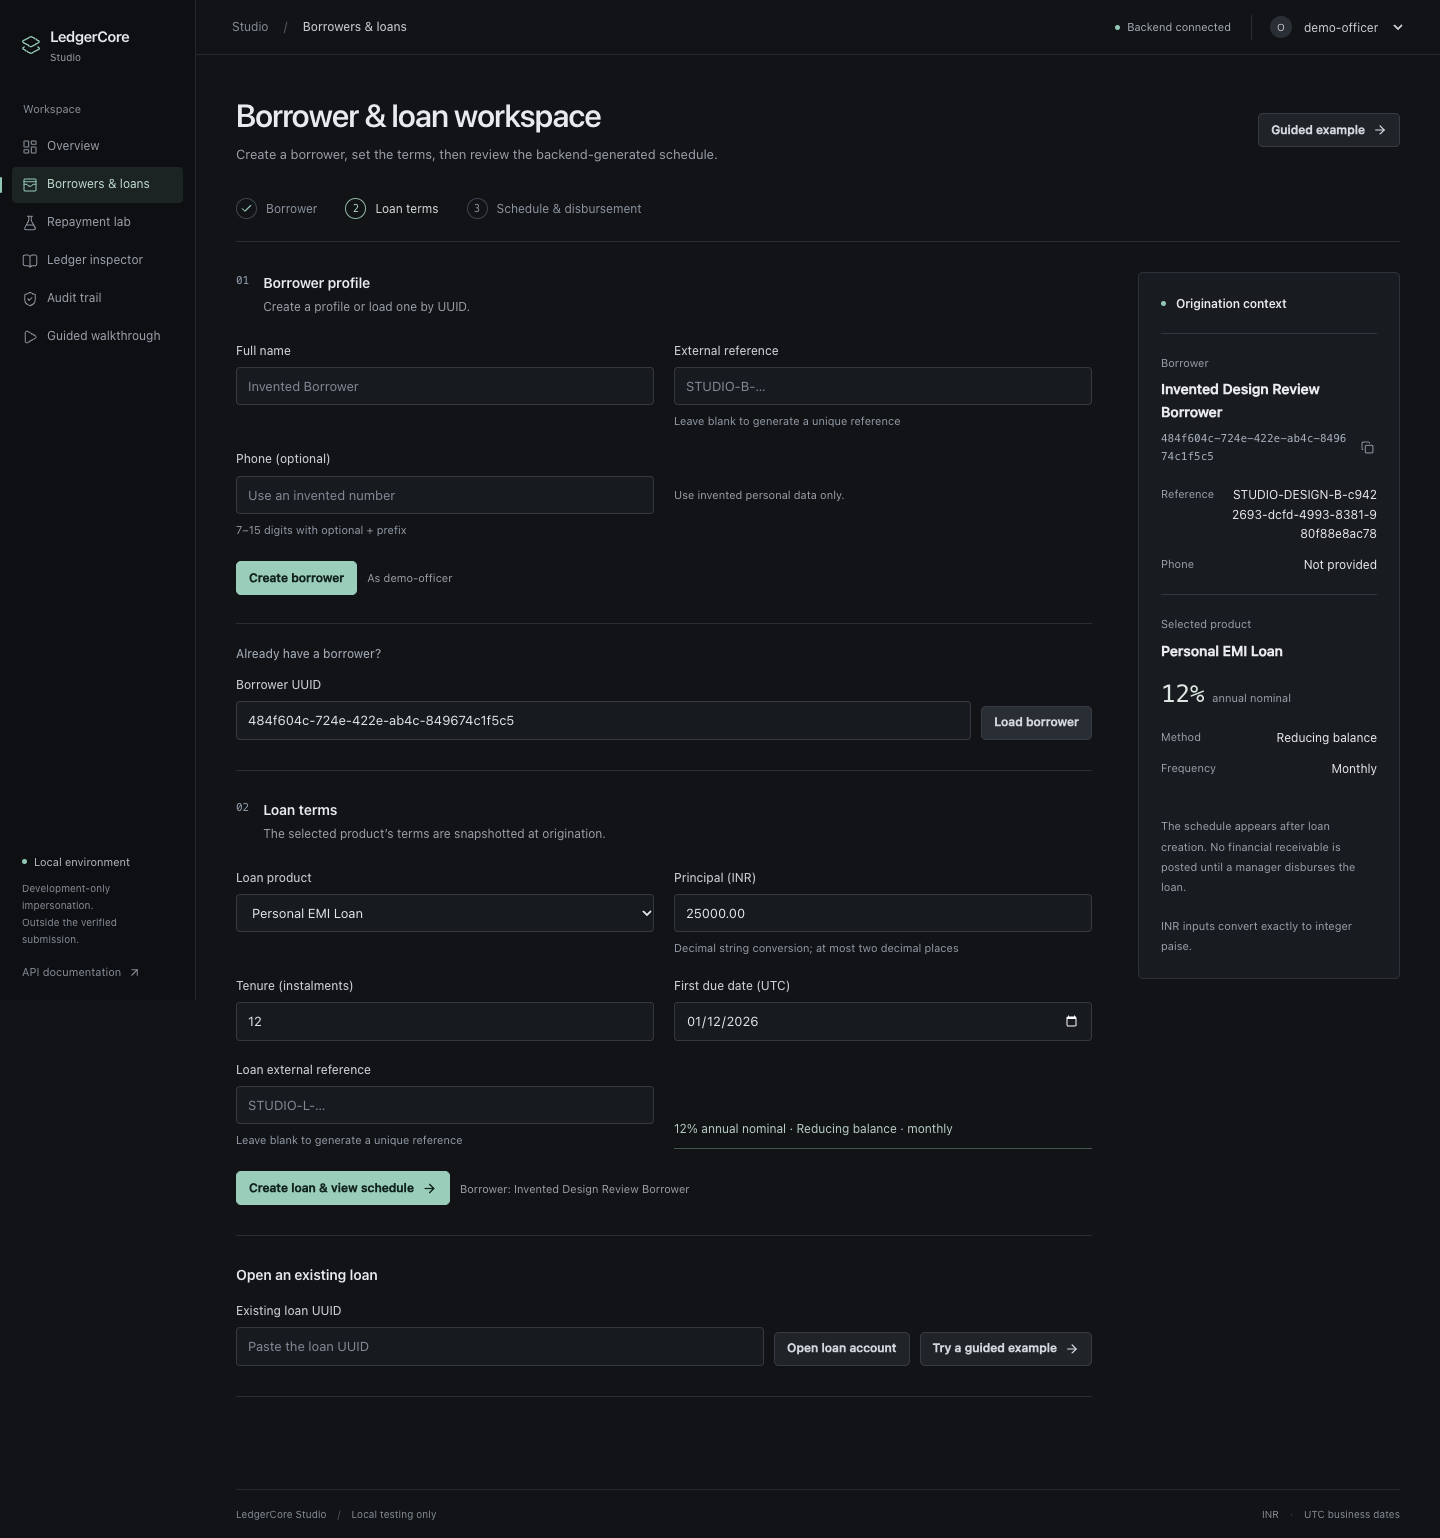 LedgerCore
Studio
Workspace
Overview
Borrowers & loans
Repayment lab
Ledger inspector
Audit trail
Guided walkthrough
Local environment
Development-only
impersonation.
Outside the verified
submission.
API documentation
Studio / Borrowers & loans
Backend connected
O demo-officer
Borrower & loan workspace
Create a borrower, set the terms, then review the backend-generated schedule.
Guided example
Borrower
2 Loan terms
3 Schedule & disbursement
01 Borrower profile
Create a profile or load one by UUID.
Full name
Invented Borrower
External reference
STUDIO-B-...
Leave blank to generate a unique reference
Phone (optional)
Use an invented number
7–15 digits with optional + prefix
Use invented personal data only.
Create borrower
As demo-officer
Already have a borrower?
Borrower UUID
484f604c-724e-422e-ab4c-849674c1f5c5
Load borrower
02 Loan terms
The selected product's terms are snapshotted at origination.
Loan product
Personal EMI Loan
Principal (INR)
25000.00
Decimal string conversion; at most two decimal places
Tenure (instalments)
12
First due date (UTC)
01/12/2026
Loan external reference
STUDIO-L-...
Leave blank to generate a unique reference
12% annual nominal · Reducing balance · monthly
Create loan & view schedule
Borrower: Invented Design Review Borrower
Open an existing loan
Existing loan UUID
Paste the loan UUID
Open loan account
Try a guided example
Origination context
Borrower
Invented Design Review
Borrower
484f604c-724e-422e-ab4c-8496
74c1f5c5
Reference STUDIO-DESIGN-B-c942
2693-dcfd-4993-8381-9
80f88e8ac78
Phone Not provided
Selected product
Personal EMI Loan
12% annual nominal
Method Reducing balance
Frequency Monthly
The schedule appears after loan
creation. No financial receivable is
posted until a manager disburses the
loan.
INR inputs convert exactly to integer
paise.
LedgerCore Studio / Local testing only
INR · UTC business dates